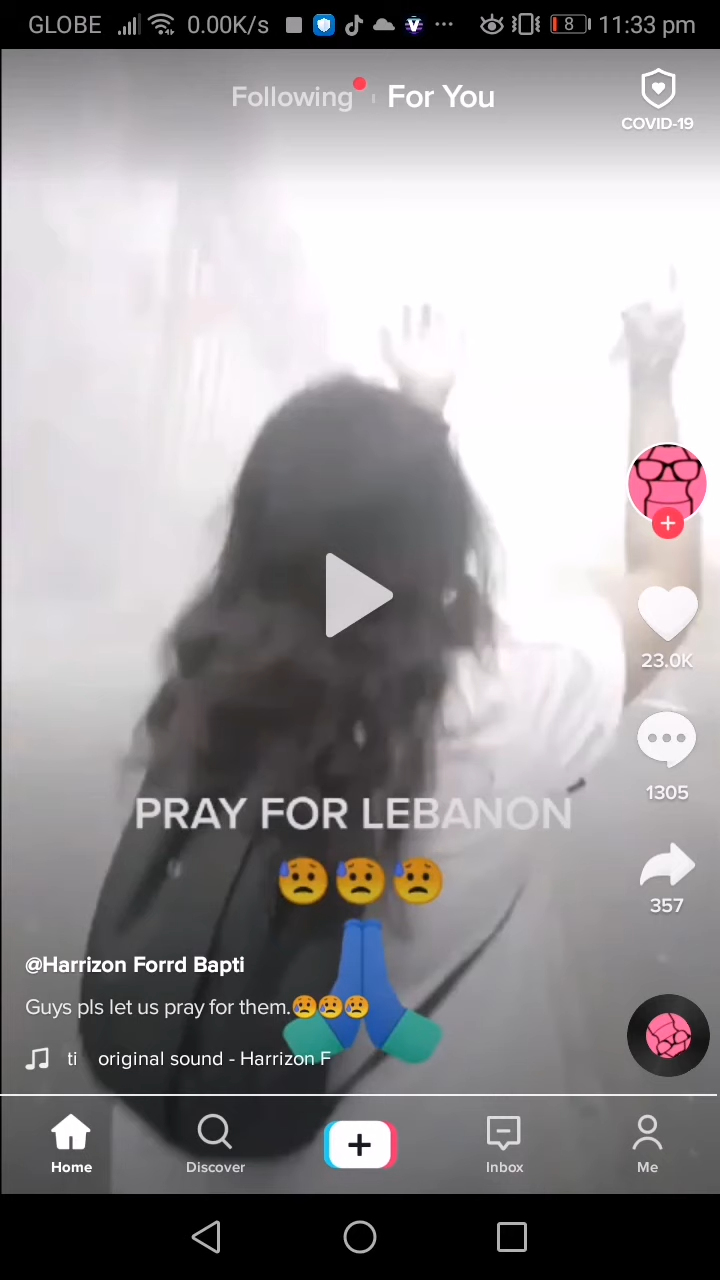 GLOBE 0.00K/s 8 11:33 pm
Following For You
COVID-19
23.0K
1305
PRAY FOR LEBANON
😥😥😥
357
@Harrizon Forrd Bapti
Guys pls let us pray for them.😥😥😥
ti original sound - Harrizon F
Home Discover Inbox Me